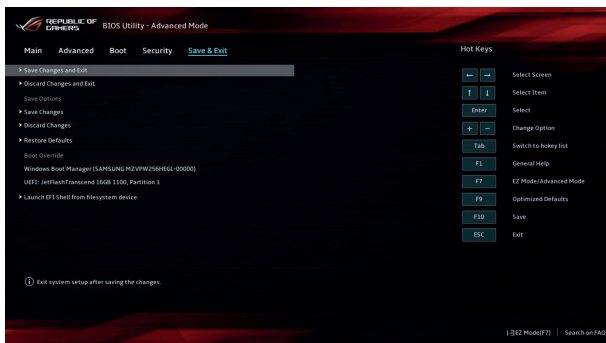 REPUBLIC OF
GAMERS
BIOS Utility - Advanced Mode
Main Advanced Boot Security Save & Exit
Hot Keys
> Save Changes and Exit
> Discard Changes and Exit
Save Options
> Save Changes
> Discard Changes
> Restore Defaults
Boot Override
Windows Boot Manager (SAMSUNG MZVPW256HEGL-00000)
UEFI: JetFlashTranscend 16GB 1100, Partition 1
> Launch EFI Shell from filesystem device
← → Select Screen
↑ ↓ Select Item
Enter Select
+ - Change Option
Tab Switch to hokey list
F1 General Help
F7 EZ Mode/Advanced Mode
F9 Optimized Defaults
F10 Save
ESC Exit
i Exit system setup after saving the changes.
EZ Mode(F7) | Search on FAQ